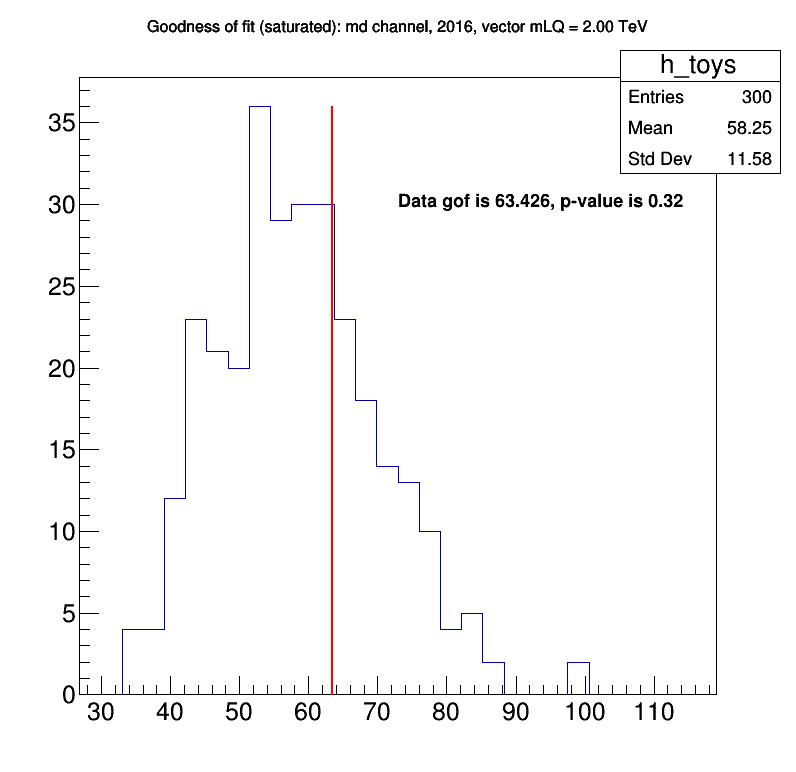 Goodness of fit (saturated): md channel, 2016, vector mLQ = 2.00 TeV
h_toys
Entries 300
Mean 58.25
Std Dev 11.58
Data gof is 63.426, p-value is 0.32
35
30
25
20
15
10
5
0
30 40 50 60 70 80 90 100 110